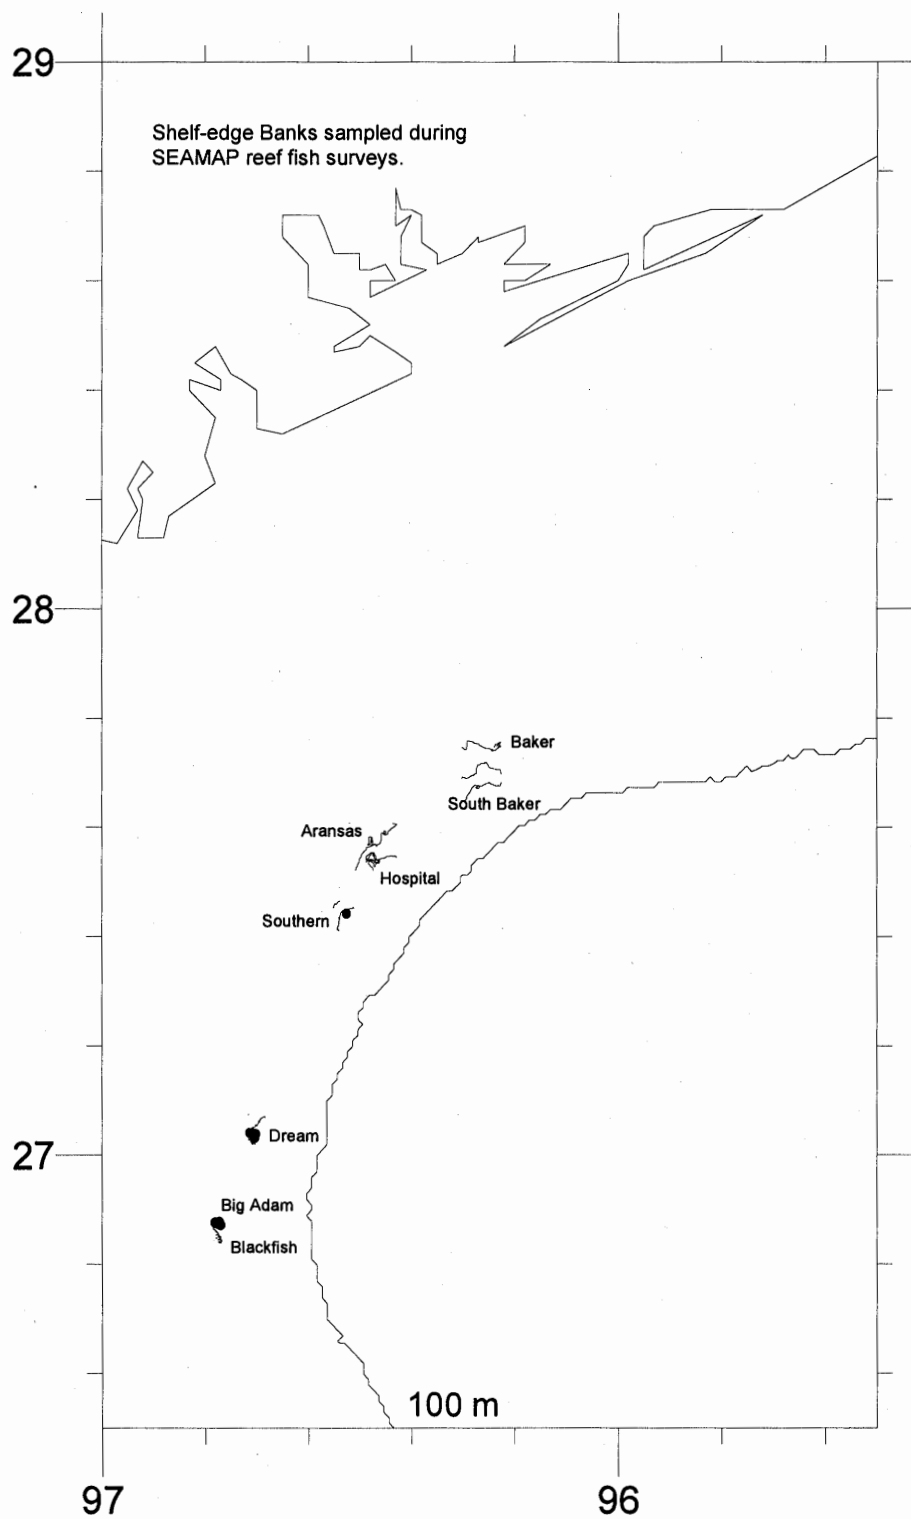 29
Shelf-edge Banks sampled during
SEAMAP reef fish surveys.
28
Baker
South Baker
Aransas
Hospital
Southern
27
Dream
Big Adam
Blackfish
100 m
97 96